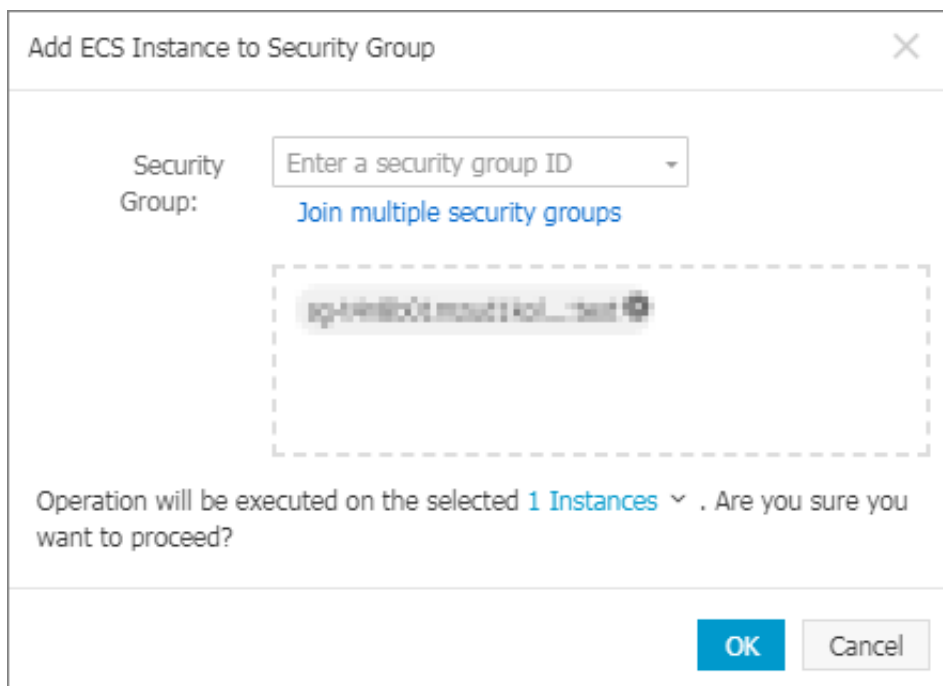 Add ECS Instance to Security Group
Security
Group:
Enter a security group ID
Join multiple security groups
Operation will be executed on the selected 1 Instances . Are you sure you
want to proceed?
OK
Cancel